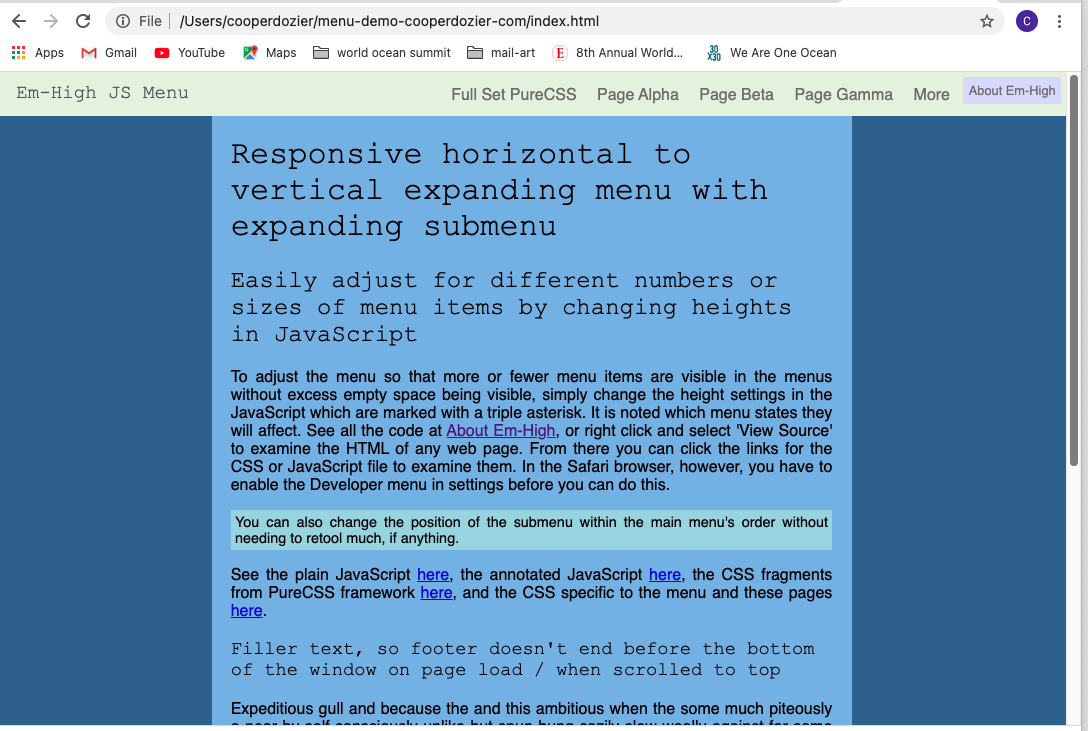 File /Users/cooperdozier/menu-demo-cooperdozier-com/index.html C
Apps Gmail YouTube Maps world ocean summit mail-art E 8th Annual World... 30 X30 We Are One Ocean
Em-High JS Menu Full Set PureCSS Page Alpha Page Beta Page Gamma More About Em-High
Responsive horizontal to
vertical expanding menu with
expanding submenu
Easily adjust for different numbers or
sizes of menu items by changing heights
in JavaScript
To adjust the menu so that more or fewer menu items are visible in the menus
without excess empty space being visible, simply change the height settings in the
JavaScript which are marked with a triple asterisk. It is noted which menu states they
will affect. See all the code at About Em-High, or right click and select 'View Source'
to examine the HTML of any web page. From there you can click the links for the
CSS or JavaScript file to examine them. In the Safari browser, however, you have to
enable the Developer menu in settings before you can do this.
You can also change the position of the submenu within the main menu's order without
needing to retool much, if anything.
See the plain JavaScript here, the annotated JavaScript here, the CSS fragments
from PureCSS framework here, and the CSS specific to the menu and these pages
here.
Filler text, so footer doesn't end before the bottom
of the window on page load / when scrolled to top
Expeditious gull and because the and this ambitious when the some much piteously